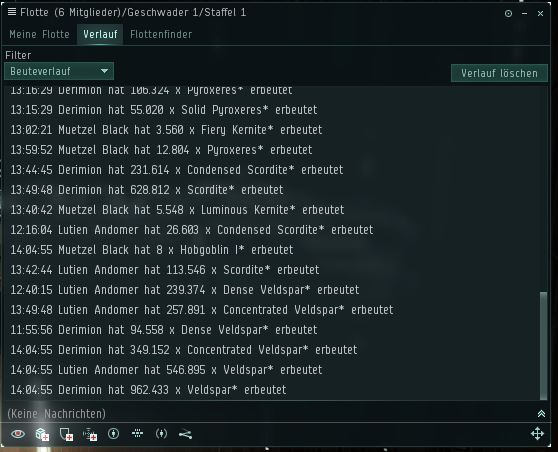 Flotte (6 Mitglieder)/Geschwader 1/Staffel 1
Meine Flotte Verlauf Flottenfinder
Filter
Beuteverlauf Verlauf löschen
13:16:29 Derimion hat 106.324 x Pyroxeres* erbeutet
13:15:29 Derimion hat 55.020 x Solid Pyroxeres* erbeutet
13:02:21 Muetzel Black hat 3.560 x Fiery Kernite* erbeutet
13:59:52 Muetzel Black hat 12.804 x Pyroxeres* erbeutet
13:44:45 Derimion hat 231.614 x Condensed Scordite* erbeutet
13:49:48 Derimion hat 628.812 x Scordite* erbeutet
13:40:42 Muetzel Black hat 5.548 x Luminous Kernite* erbeutet
12:16:04 Lutien Andomer hat 26.603 x Condensed Scordite* erbeutet
14:04:55 Muetzel Black hat 8 x Hobgoblin I* erbeutet
13:42:44 Lutien Andomer hat 113.546 x Scordite* erbeutet
12:40:15 Lutien Andomer hat 239.374 x Dense Veldspar* erbeutet
13:49:48 Lutien Andomer hat 257.891 x Concentrated Veldspar* erbeutet
11:55:56 Derimion hat 94.558 x Dense Veldspar* erbeutet
14:04:55 Derimion hat 349.152 x Concentrated Veldspar* erbeutet
14:04:55 Lutien Andomer hat 546.895 x Veldspar* erbeutet
14:04:55 Derimion hat 962.433 x Veldspar* erbeutet
(Keine Nachrichten)